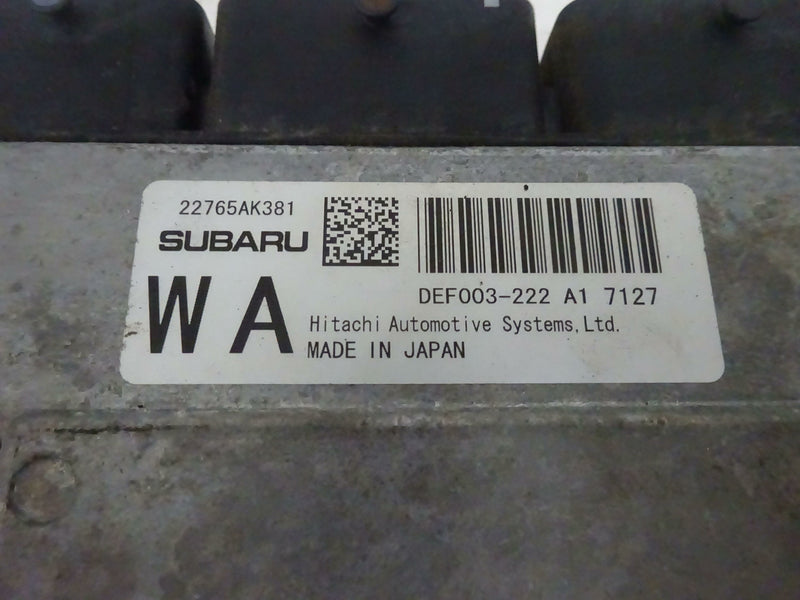 22765AK381
SUBARU
WA
DEF003-222 A1 7127
Hitachi Automotive Systems, Ltd.
MADE IN JAPAN